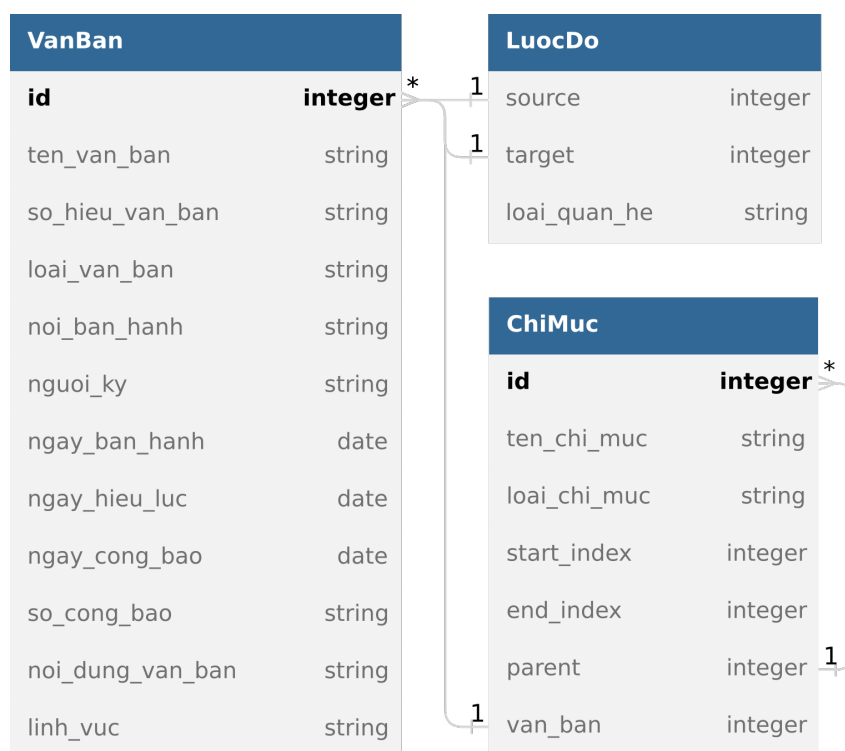 VanBan
id integer *
ten_van_ban string
so_hieu_van_ban string
loai_van_ban string
noi_ban_hanh string
nguoi_ky string
ngay_ban_hanh date
ngay_hieu_luc date
ngay_cong_bao date
so_cong_bao string
noi_dung_van_ban string
linh_vuc string
LuocDo
1 source integer
1 target integer
loai_quan_he string
ChiMuc
id integer *
ten_chi_muc string
loai_chi_muc string
start_index integer
end_index integer
parent integer 1
1 van_ban integer